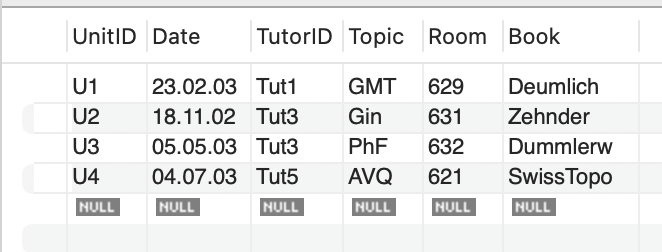 UnitID Date TutorID Topic Room Book
U1 23.02.03 Tut1 GMT 629 Deumlich
U2 18.11.02 Tut3 Gin 631 Zehnder
U3 05.05.03 Tut3 PhF 632 Dummlerw
U4 04.07.03 Tut5 AVQ 621 SwissTopo
NULL NULL NULL NULL NULL NULL